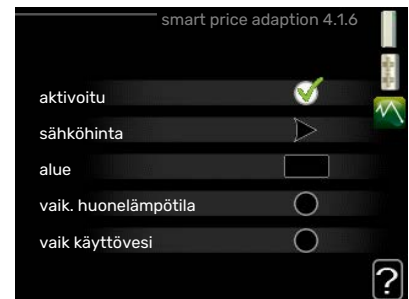 smart price adaption 4.1.6
aktivoitu
sähköhinta
alue
vaik. huonelämpötila
vaik käyttövesi
?